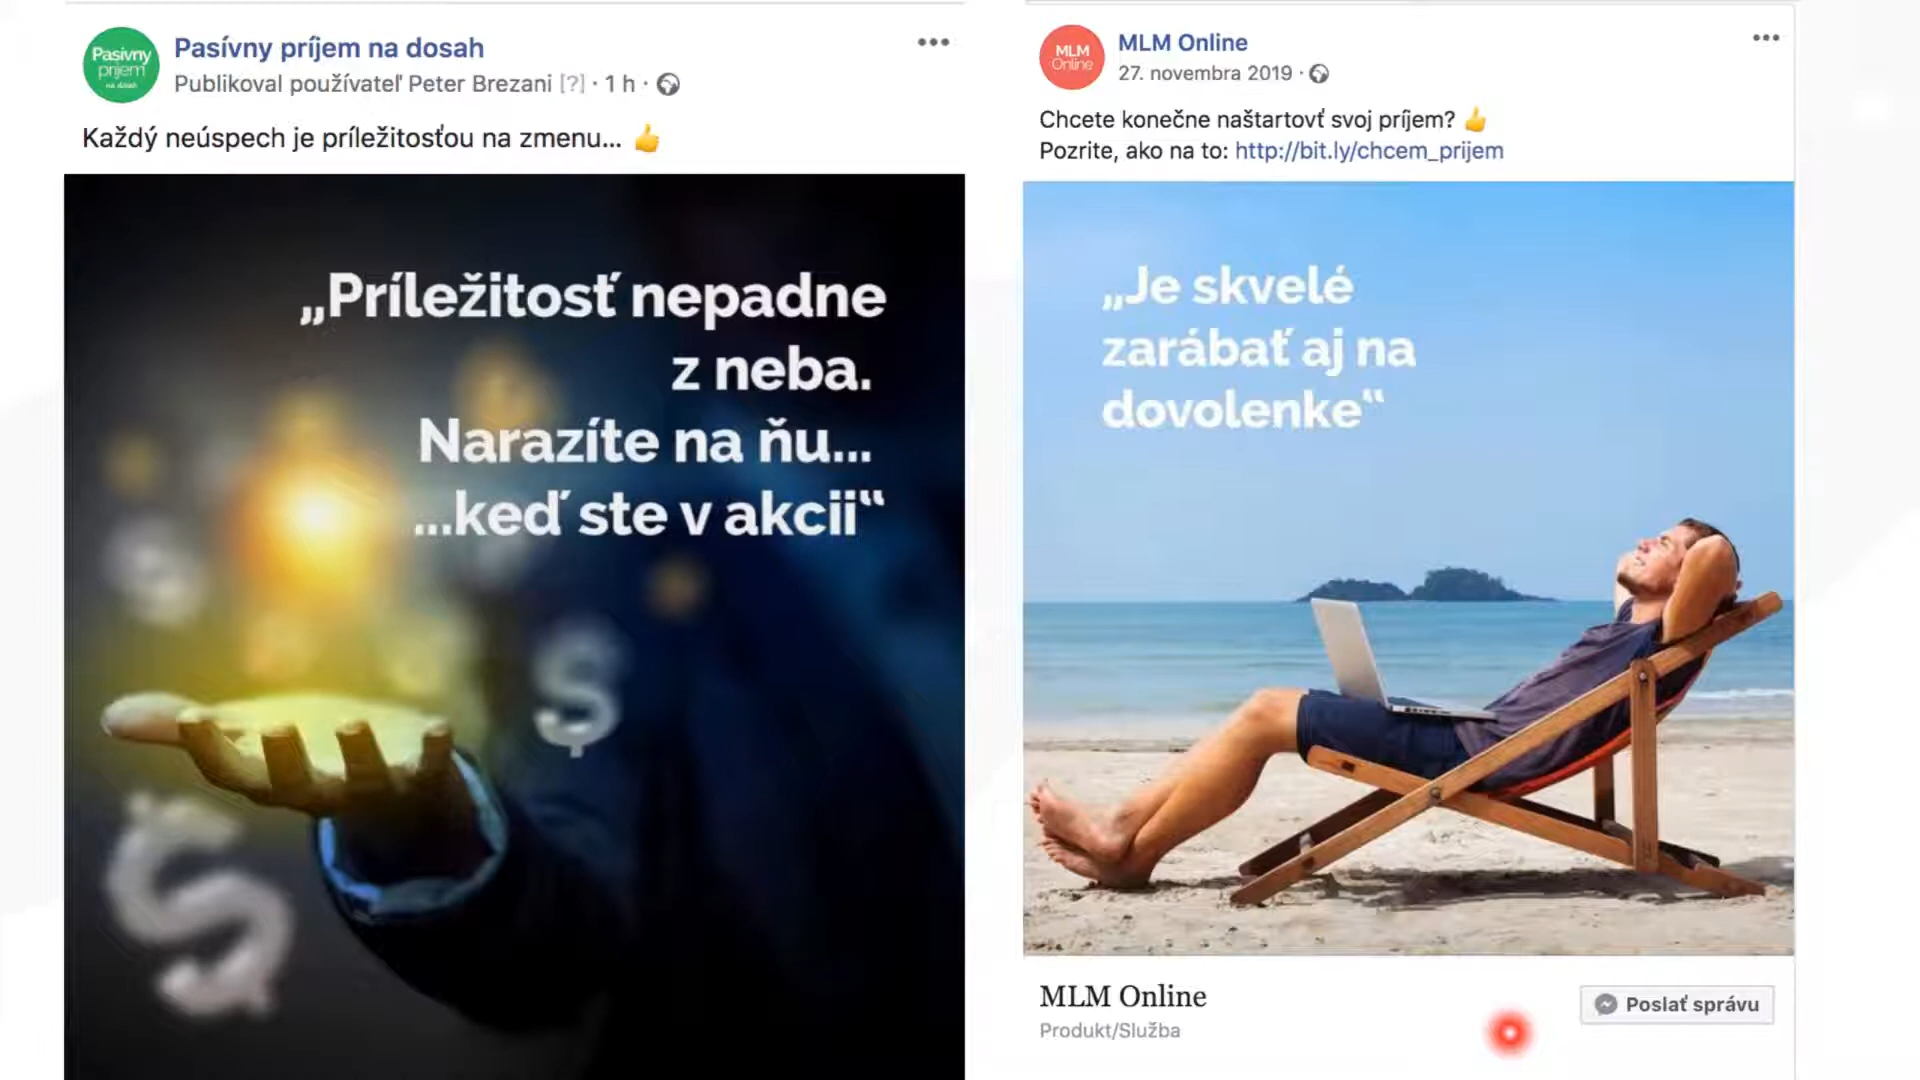 Pasívny
príjem
na dosah
Pasívny príjem na dosah
Publikoval používateľ Peter Brezani [?] · 1 h ·
Každý neúspech je príležitosťou na zmenu... 👍
„Príležitosť nepadne
z neba.
Narazíte na ňu...
...keď ste v akcii“
MLM
Online
MLM Online
27. novembra 2019 ·
Chcete konečne naštartovť svoj príjem? 👍
Pozrite, ako na to: http://bit.ly/chcem_prijem
„Je skvelé
zarábať aj na
dovolenke“
MLM Online
Produkt/Služba
Poslať správu